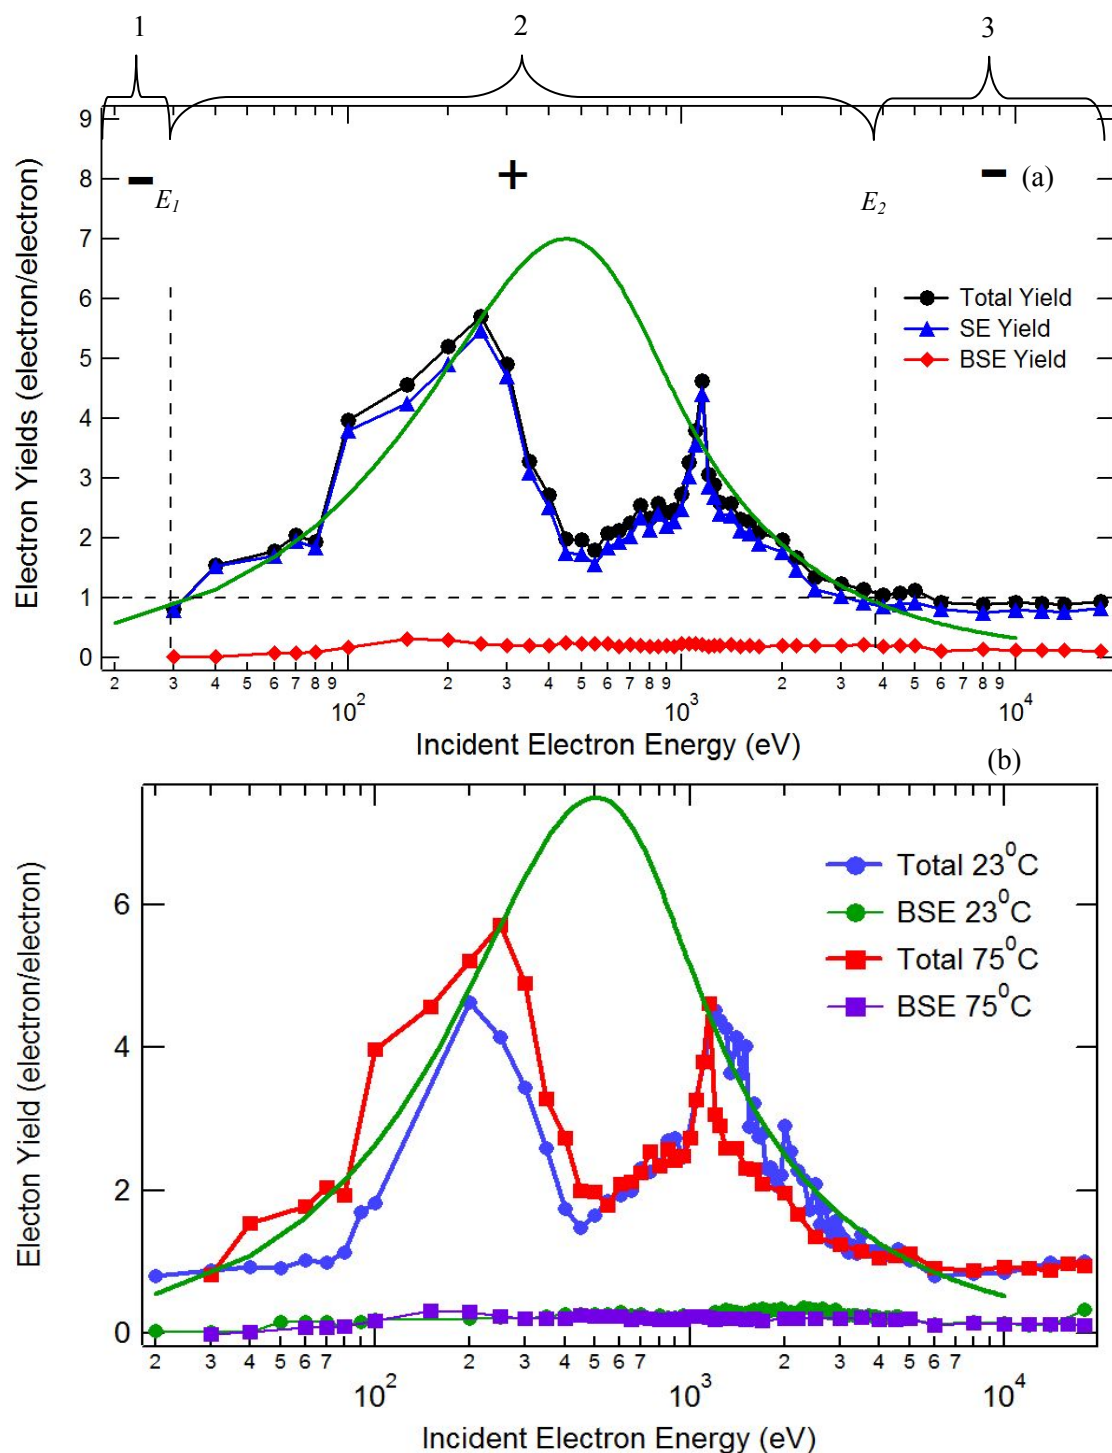 1 2 3
9
8
7
6
5
4
3
2
1
0
Electron Yields (electron/electron)
− + − (a)
E1 E2
Total Yield
SE Yield
BSE Yield
2 3 4 5 6 7 8 9 10^2 2 3 4 5 6 7 8 9 10^3 2 3 4 5 6 7 8 9 10^4
Incident Electron Energy (eV)
(b)
6
4
2
0
Electon Yield (electron/electron)
Total 23^0C
BSE 23^0C
Total 75^0C
BSE 75^0C
2 3 4 5 6 7 10^2 2 3 4 5 6 7 10^3 2 3 4 5 6 7 10^4
Incident Electron Energy (eV)